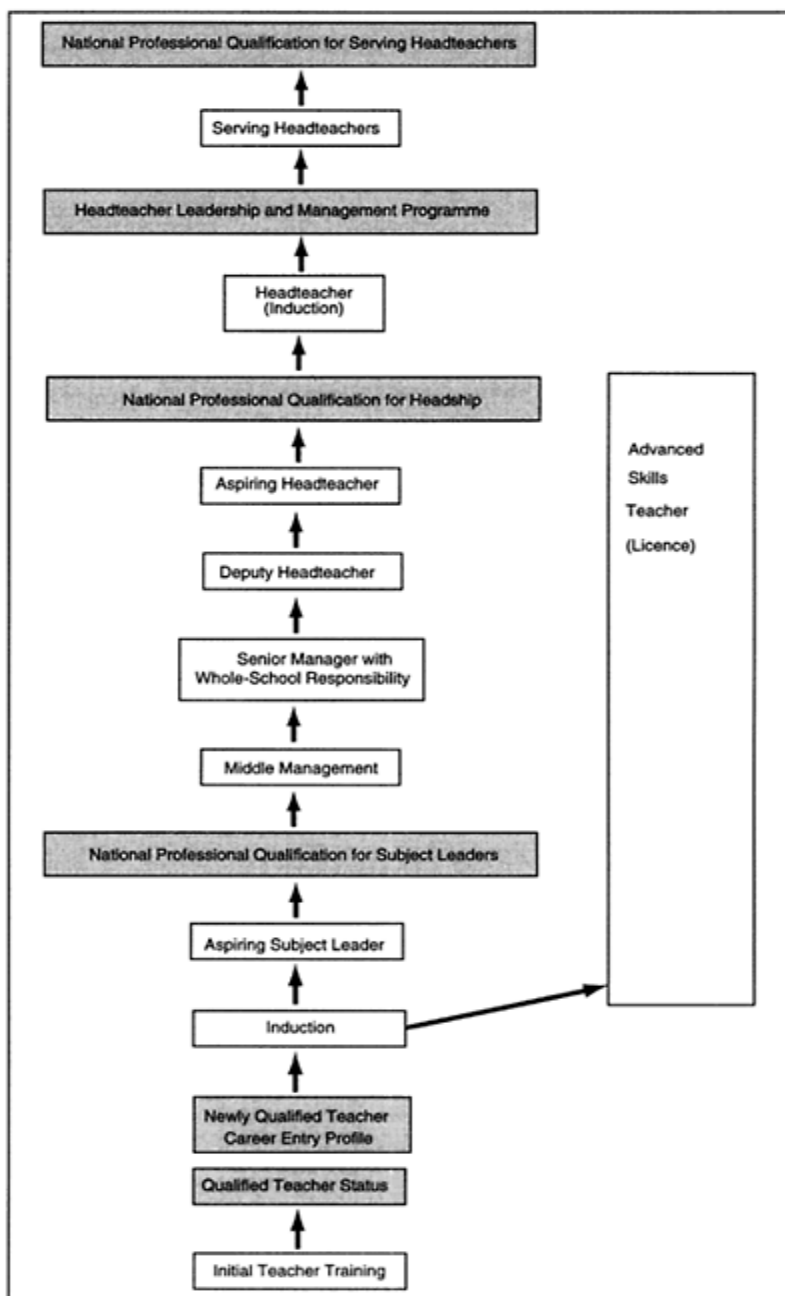 National Professional Qualification for Serving Headteachers
Serving Headteachers
Headteacher Leadership and Management Programme
Headteacher
(Induction)
National Professional Qualification for Headship
Aspiring Headteacher
Deputy Headteacher
Senior Manager with
Whole-School Responsibility
Middle Management
National Professional Qualification for Subject Leaders
Aspiring Subject Leader
Induction
Newly Qualified Teacher
Career Entry Profile
Qualified Teacher Status
Initial Teacher Training
Advanced
Skills
Teacher
(Licence)